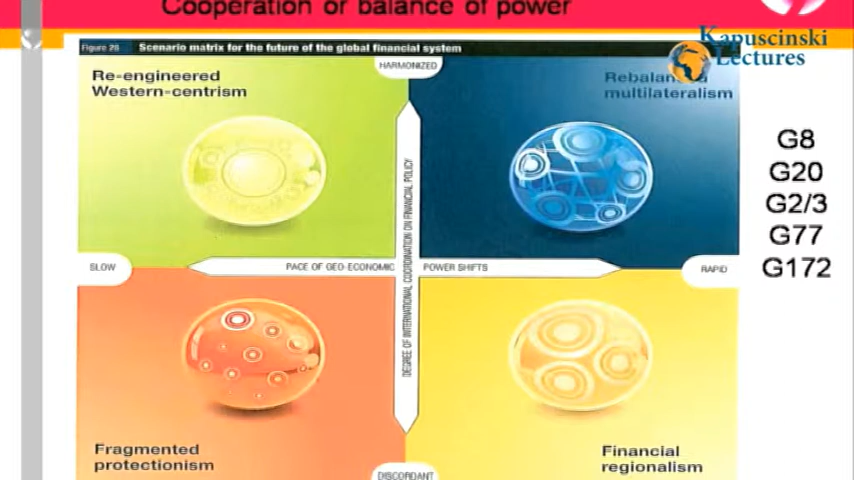 Cooperation or balance of power
Kapuscinski
Lectures
Figure 26 Scenario matrix for the future of the global financial system
HARMONIZED
Re-engineered
Western-centrism
Rebalanced
multilateralism
G8
G20
G2/3
G77
G172
DEGREE OF INTERNATIONAL COORDINATION ON FINANCIAL POLICY
SLOW
PACE OF GEO-ECONOMIC POWER SHIFTS
RAPID
Fragmented
protectionism
Financial
regionalism
DISCORDANT